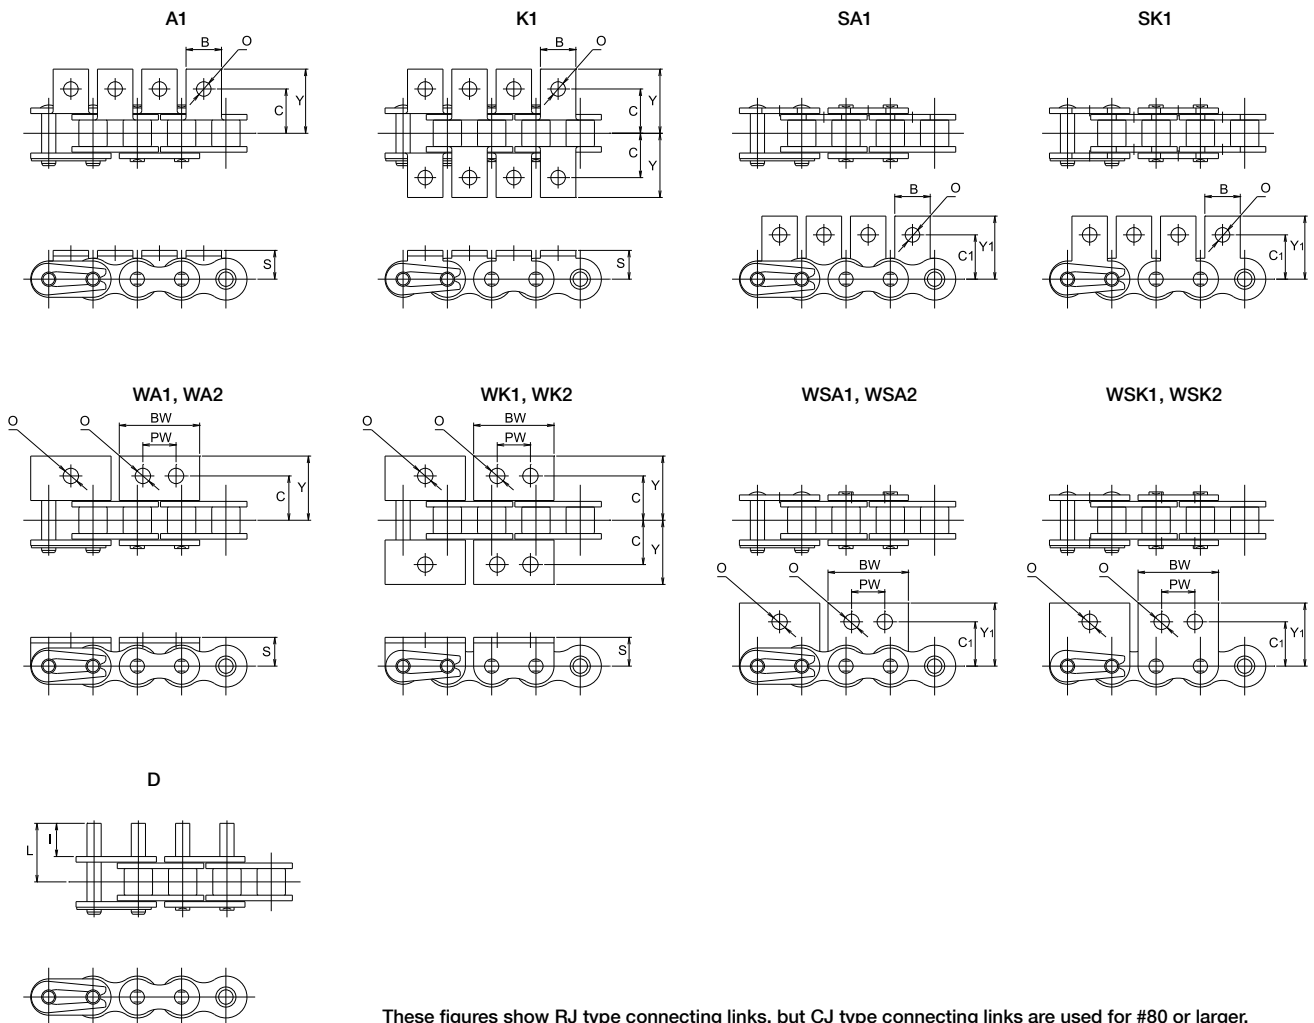 A1
B
O
C
Y
S
K1
B
O
C
Y
C
Y
S
SA1
B
O
C1
Y1
SK1
B
O
C1
Y1
WA1, WA2
O
O
BW
PW
C
Y
S
WK1, WK2
O
O
BW
PW
C
Y
C
Y
S
WSA1, WSA2
O
O
BW
PW
C1
Y1
WSK1, WSK2
O
O
BW
PW
C1
Y1
D
L
I
These figures show RJ type connecting links, but CJ type connecting links are used for #80 or larger.